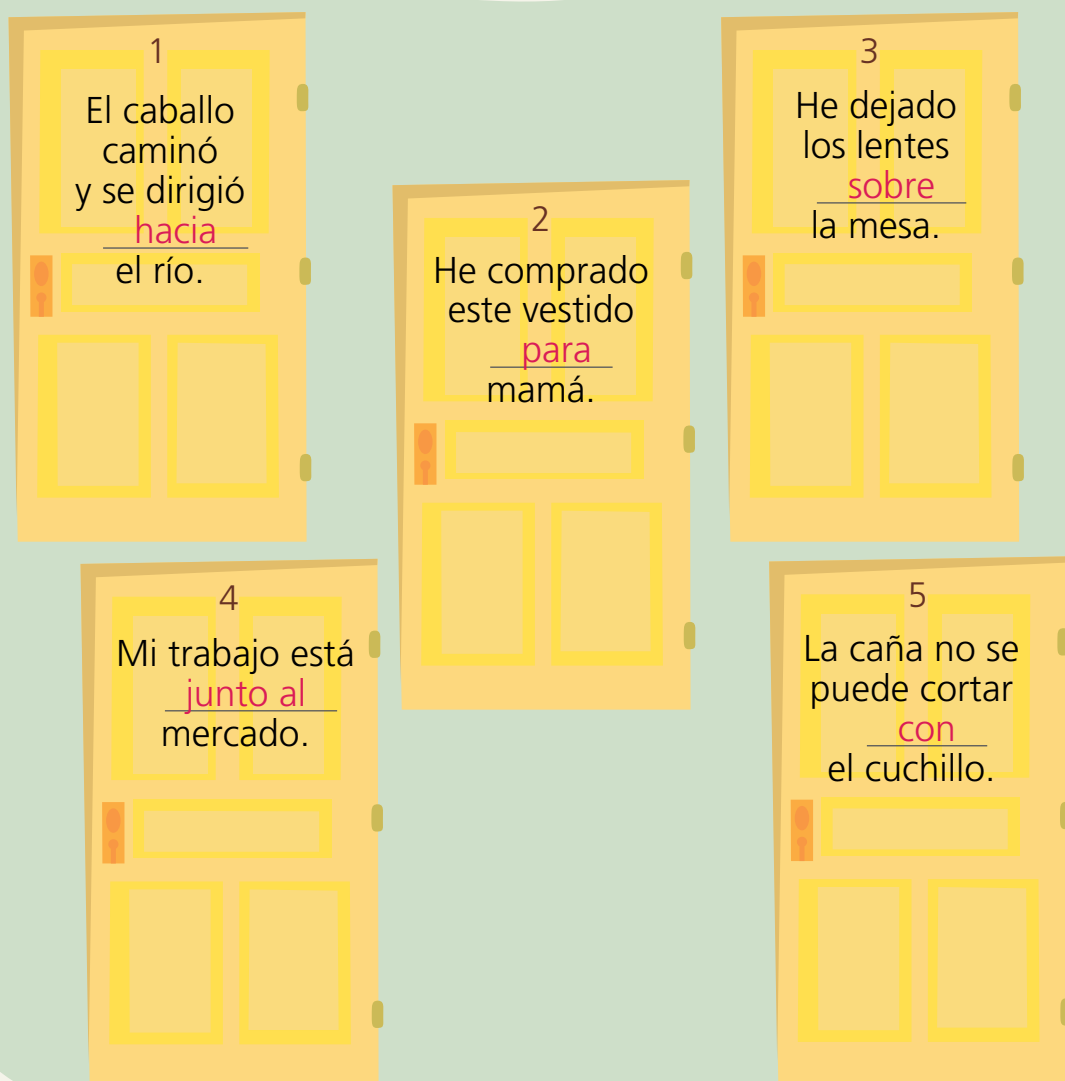 1
El caballo
caminó
y se dirigió
hacia
el río.
2
He comprado
este vestido
para
mamá.
3
He dejado
los lentes
sobre
la mesa.
4
Mi trabajo está
junto al
mercado.
5
La caña no se
puede cortar
con
el cuchillo.